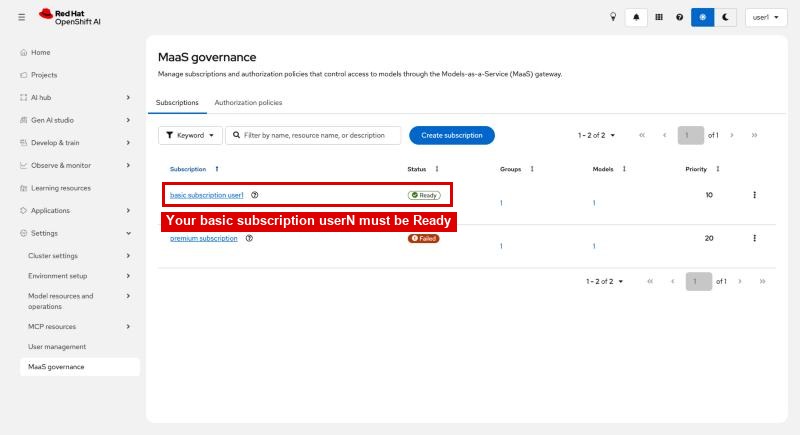 Red Hat
OpenShift AI
user1
Home
Projects
AI hub
Gen AI studio
Develop & train
Observe & monitor
Learning resources
Applications
Settings
Cluster settings
Environment setup
Model resources and
operations
MCP resources
User management
MaaS governance
MaaS governance
Manage subscriptions and authorization policies that control access to models through the Models-as-a-Service (MaaS) gateway.
Subscriptions Authorization policies
Keyword Filter by name, resource name, or description Create subscription 1 - 2 of 2 1 of 1
Subscription Status Groups Models Priority
basic subscription user1 Ready 1 1 10
Your basic subscription userN must be Ready
premium subscription Failed 1 1 20
1 - 2 of 2 1 of 1